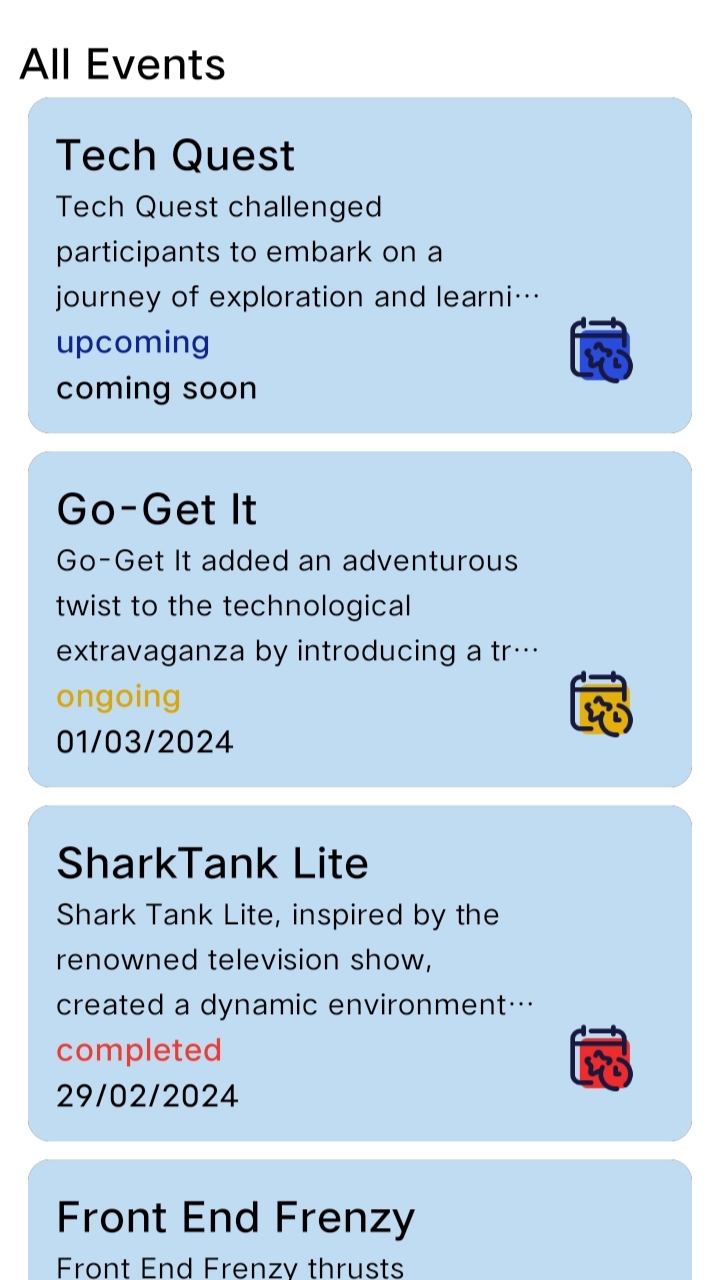 All Events
Tech Quest
Tech Quest challenged
participants to embark on a
journey of exploration and learni···
upcoming
coming soon
Go-Get It
Go-Get It added an adventurous
twist to the technological
extravaganza by introducing a tr···
ongoing
01/03/2024
SharkTank Lite
Shark Tank Lite, inspired by the
renowned television show,
created a dynamic environment···
completed
29/02/2024
Front End Frenzy
Front End Frenzy thrusts